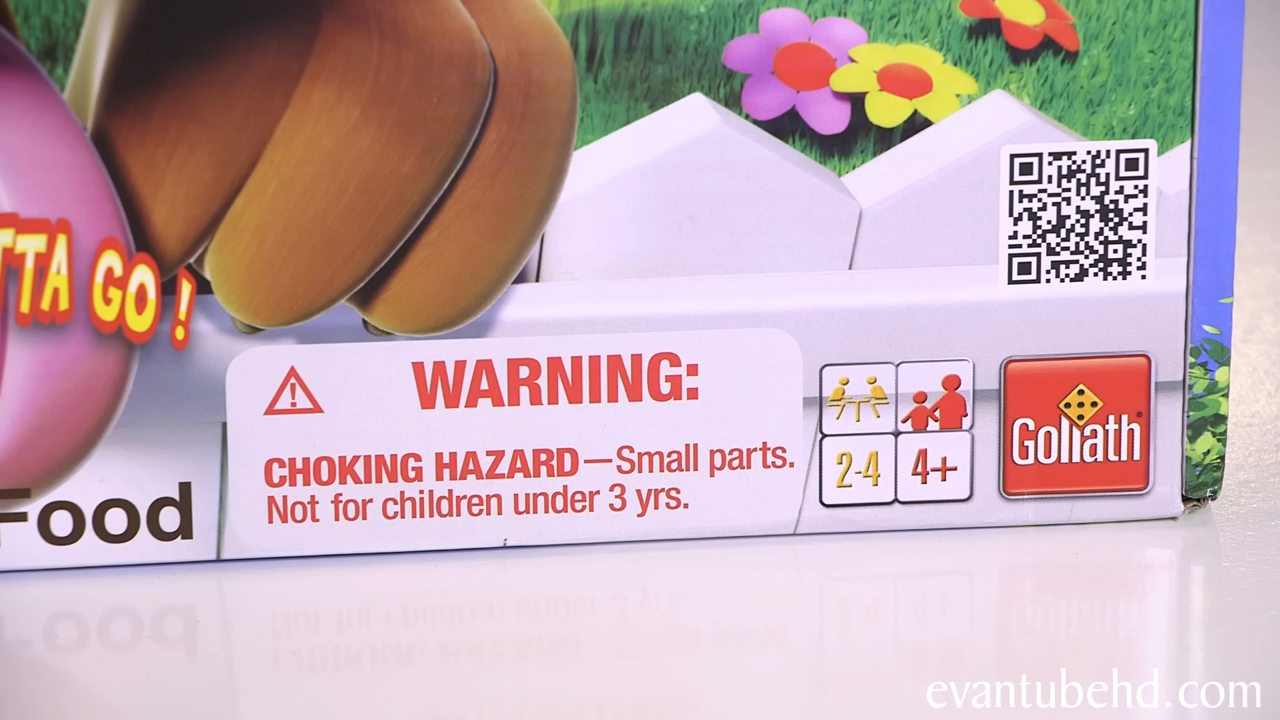 TTA GO!
WARNING:
CHOKING HAZARD—Small parts.
Not for children under 3 yrs.
Food
2-4
4+
Goliath
evantubehd.com